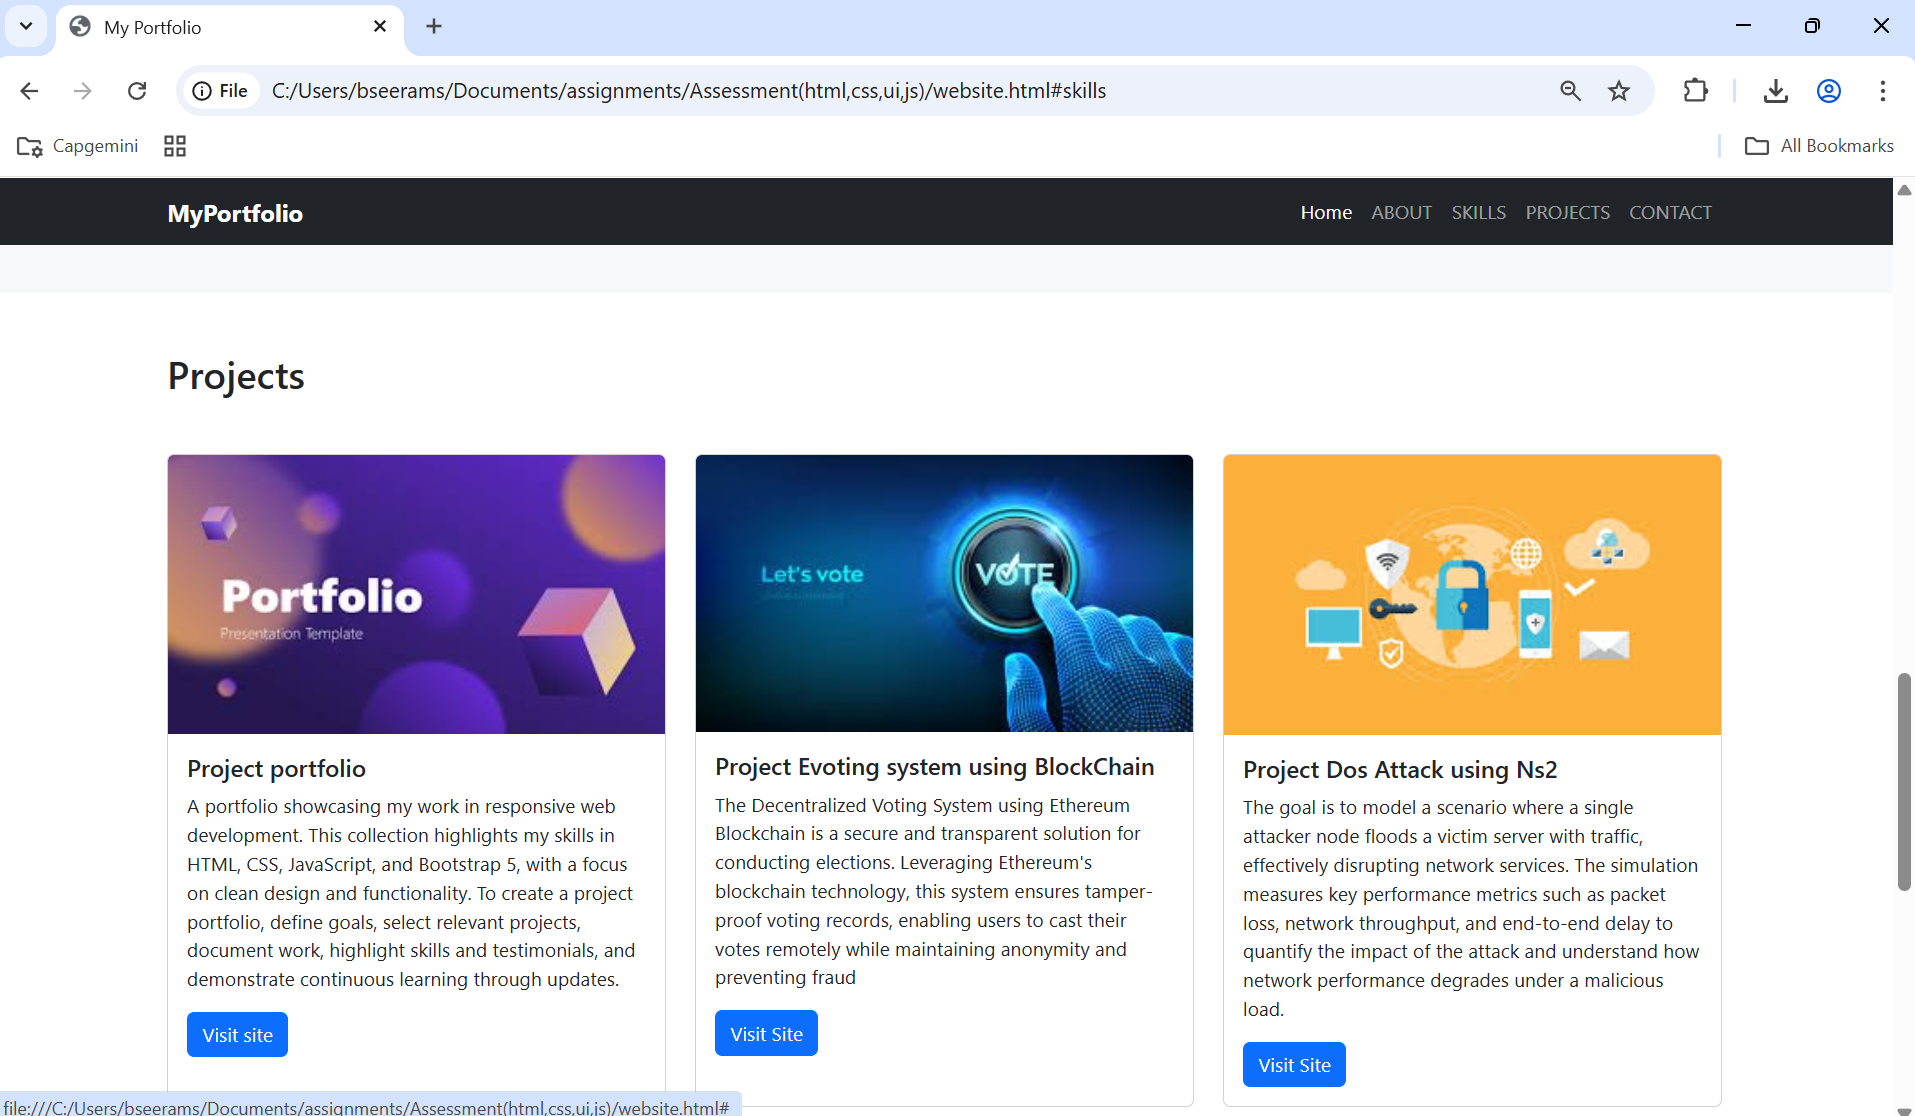 My Portfolio
File C:/Users/bseerams/Documents/assignments/Assessment(html,css,ui,js)/website.html#skills
Capgemini
All Bookmarks
MyPortfolio
Home ABOUT SKILLS PROJECTS CONTACT
Projects
Portfolio
Presentation Template
Project portfolio
A portfolio showcasing my work in responsive web
development. This collection highlights my skills in
HTML, CSS, JavaScript, and Bootstrap 5, with a focus
on clean design and functionality. To create a project
portfolio, define goals, select relevant projects,
document work, highlight skills and testimonials, and
demonstrate continuous learning through updates.
Visit site
Let's vote
VOTE
Project Evoting system using BlockChain
The Decentralized Voting System using Ethereum
Blockchain is a secure and transparent solution for
conducting elections. Leveraging Ethereum's
blockchain technology, this system ensures tamper-
proof voting records, enabling users to cast their
votes remotely while maintaining anonymity and
preventing fraud
Visit Site
Project Dos Attack using Ns2
The goal is to model a scenario where a single
attacker node floods a victim server with traffic,
effectively disrupting network services. The simulation
measures key performance metrics such as packet
loss, network throughput, and end-to-end delay to
quantify the impact of the attack and understand how
network performance degrades under a malicious
load.
Visit Site
file:///C:/Users/bseerams/Documents/assignments/Assessment(html,css,ui,js)/website.html#